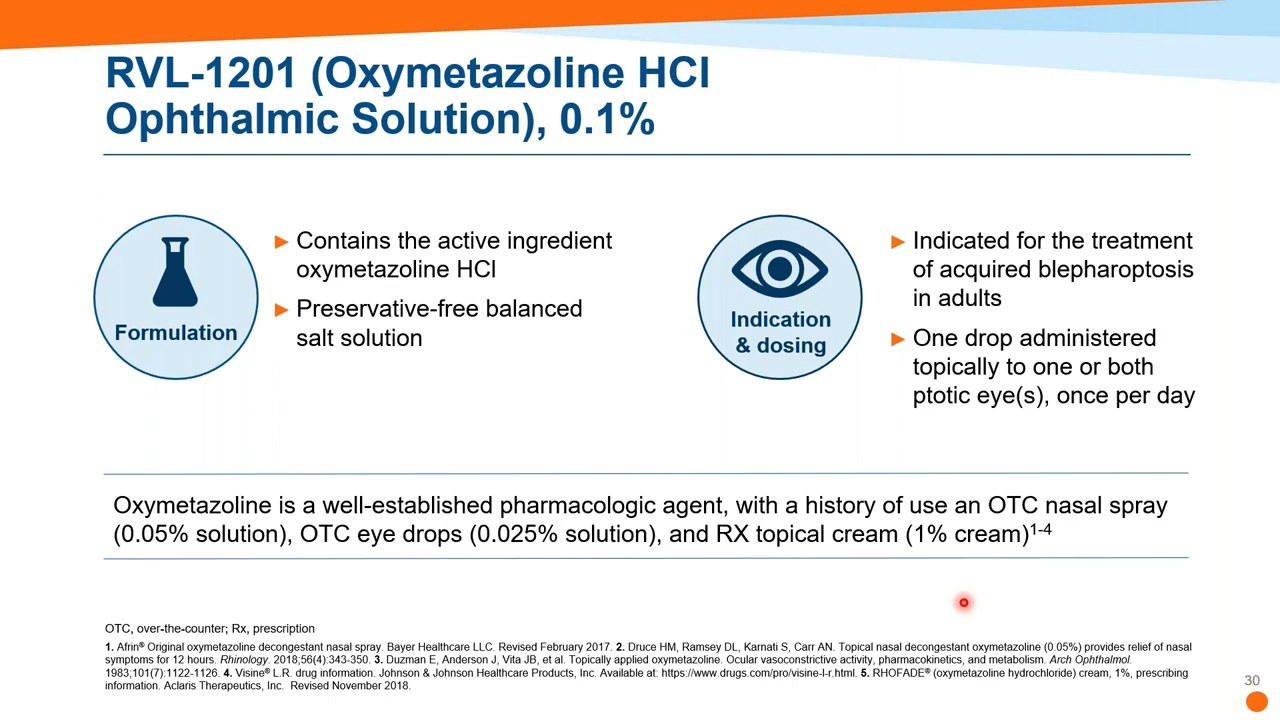 RVL-1201 (Oxymetazoline HCl
Ophthalmic Solution), 0.1%
Formulation
► Contains the active ingredient
oxymetazoline HCl
► Preservative-free balanced
salt solution
Indication
& dosing
► Indicated for the treatment
of acquired blepharoptosis
in adults
► One drop administered
topically to one or both
ptotic eye(s), once per day
Oxymetazoline is a well-established pharmacologic agent, with a history of use an OTC nasal spray
(0.05% solution), OTC eye drops (0.025% solution), and RX topical cream (1% cream)1-4
OTC, over-the-counter; Rx, prescription
1. Afrin® Original oxymetazoline decongestant nasal spray. Bayer Healthcare LLC. Revised February 2017. 2. Druce HM, Ramsey DL, Karnati S, Carr AN. Topical nasal decongestant oxymetazoline (0.05%) provides relief of nasal
symptoms for 12 hours. Rhinology. 2018;56(4):343-350. 3. Duzman E, Anderson J, Vita JB, et al. Topically applied oxymetazoline. Ocular vasoconstrictive activity, pharmacokinetics, and metabolism. Arch Ophthalmol.
1983;101(7):1122-1126. 4. Visine® L.R. drug information. Johnson & Johnson Healthcare Products, Inc. Available at: https://www.drugs.com/pro/visine-l-r.html. 5. RHOFADE® (oxymetazoline hydrochloride) cream, 1%, prescribing
information. Aclaris Therapeutics, Inc. Revised November 2018.
30